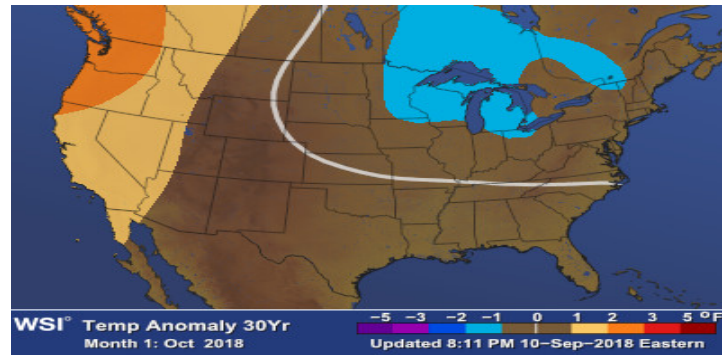 WSI Temp Anomaly 30Yr
Month 1: Oct 2018
-5 -3 -2 -1 0 1 2 3 5 °F
Updated 8:11 PM 10-Sep-2018 Eastern